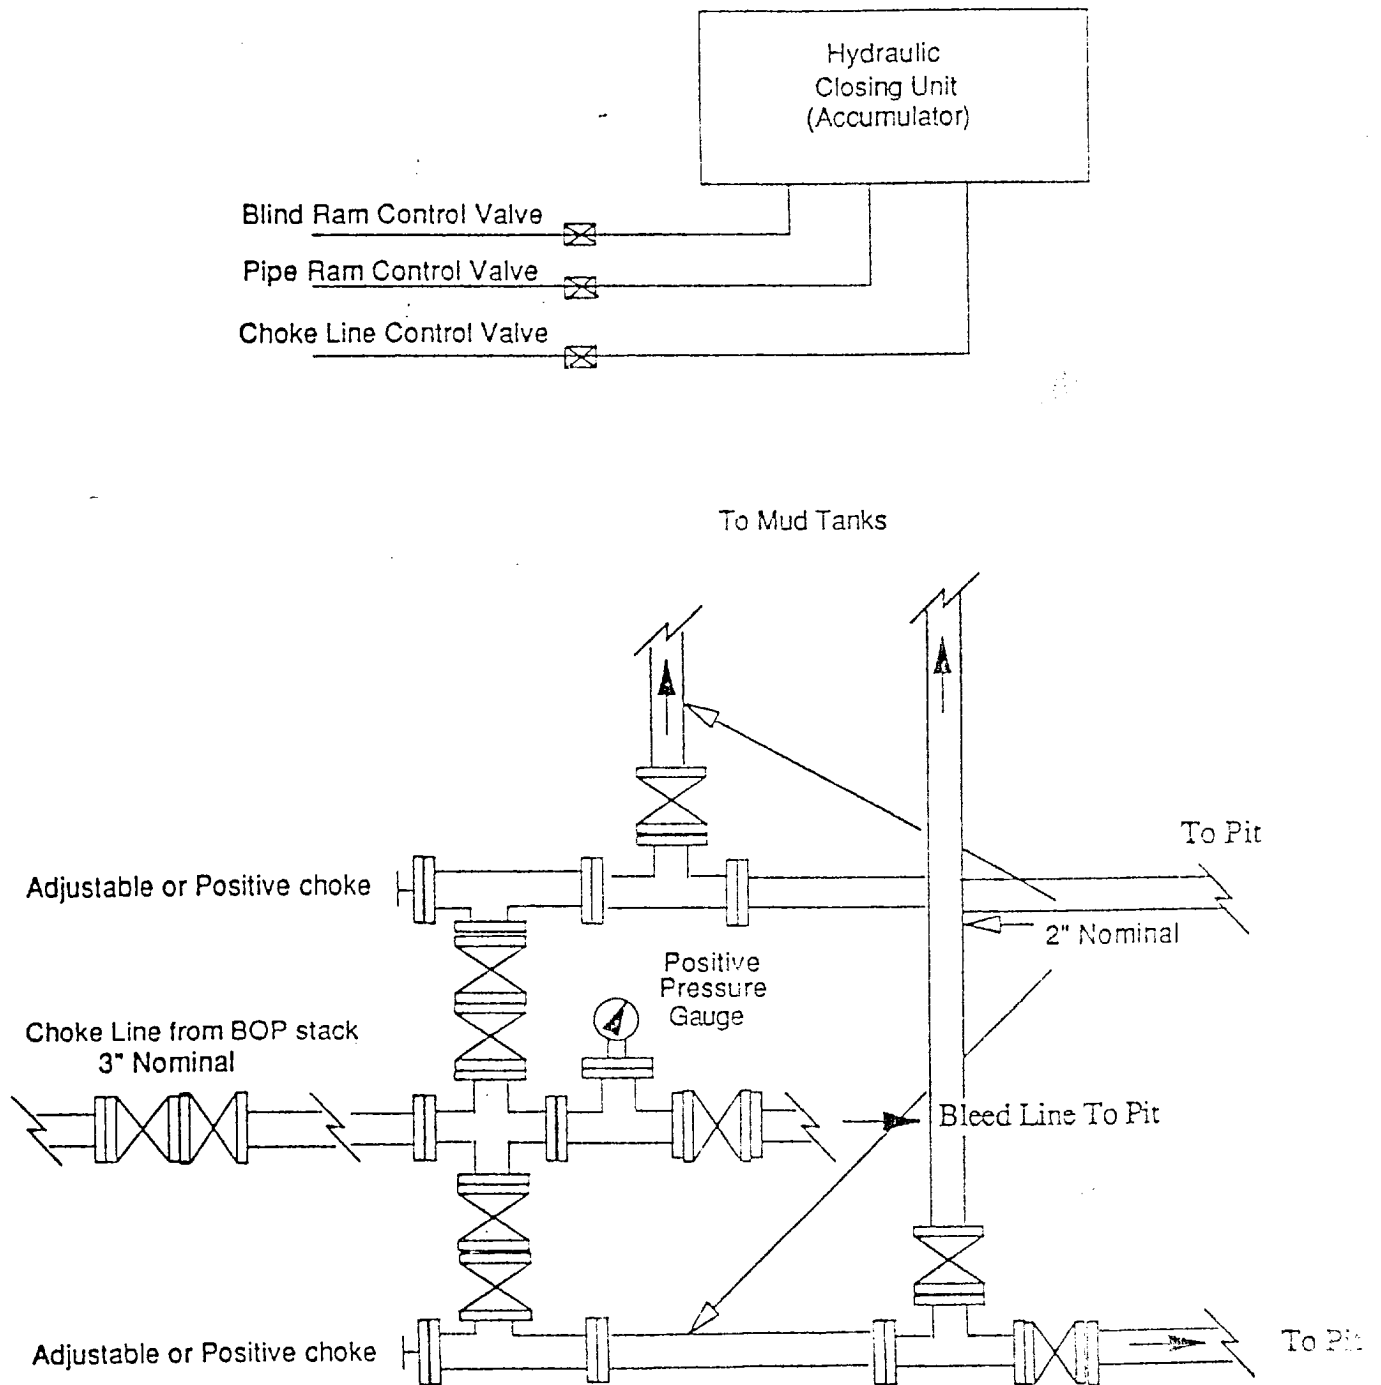 Hydraulic
Closing Unit
(Accumulator)
Blind Ram Control Valve
Pipe Ram Control Valve
Choke Line Control Valve
To Mud Tanks
To Pit
Adjustable or Positive choke
2" Nominal
Positive
Pressure
Gauge
Choke Line from BOP stack
3" Nominal
Bleed Line To Pit
Adjustable or Positive choke
To Pit